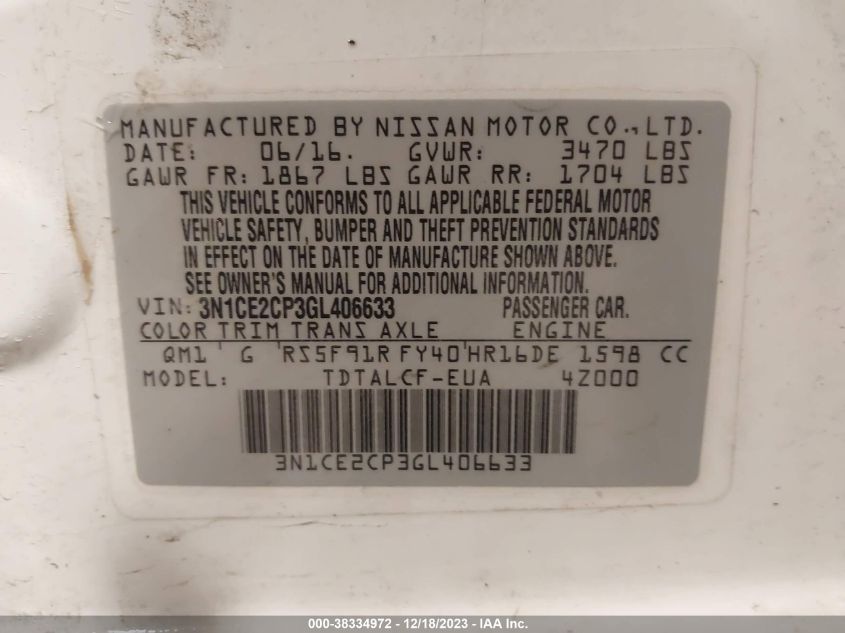 MANUFACTURED BY NISSAN MOTOR CO., LTD.
DATE: 06/16. GVWR: 3470 LBS
GAWR FR: 1867 LBS GAWR RR: 1704 LBS
THIS VEHICLE CONFORMS TO ALL APPLICABLE FEDERAL MOTOR
VEHICLE SAFETY, BUMPER AND THEFT PREVENTION STANDARDS
IN EFFECT ON THE DATE OF MANUFACTURE SHOWN ABOVE.
SEE OWNER'S MANUAL FOR ADDITIONAL INFORMATION.
VIN: 3N1CE2CP3GL406633 PASSENGER CAR.
COLOR TRIM TRANS AXLE ENGINE
QM1 G RS5F91R FY40 HR16DE 1598 CC
MODEL: TDTALCF-EUA 4Z000
3N1CE2CP3GL406633
000-38334972 - 12/18/2023 - IAA Inc.